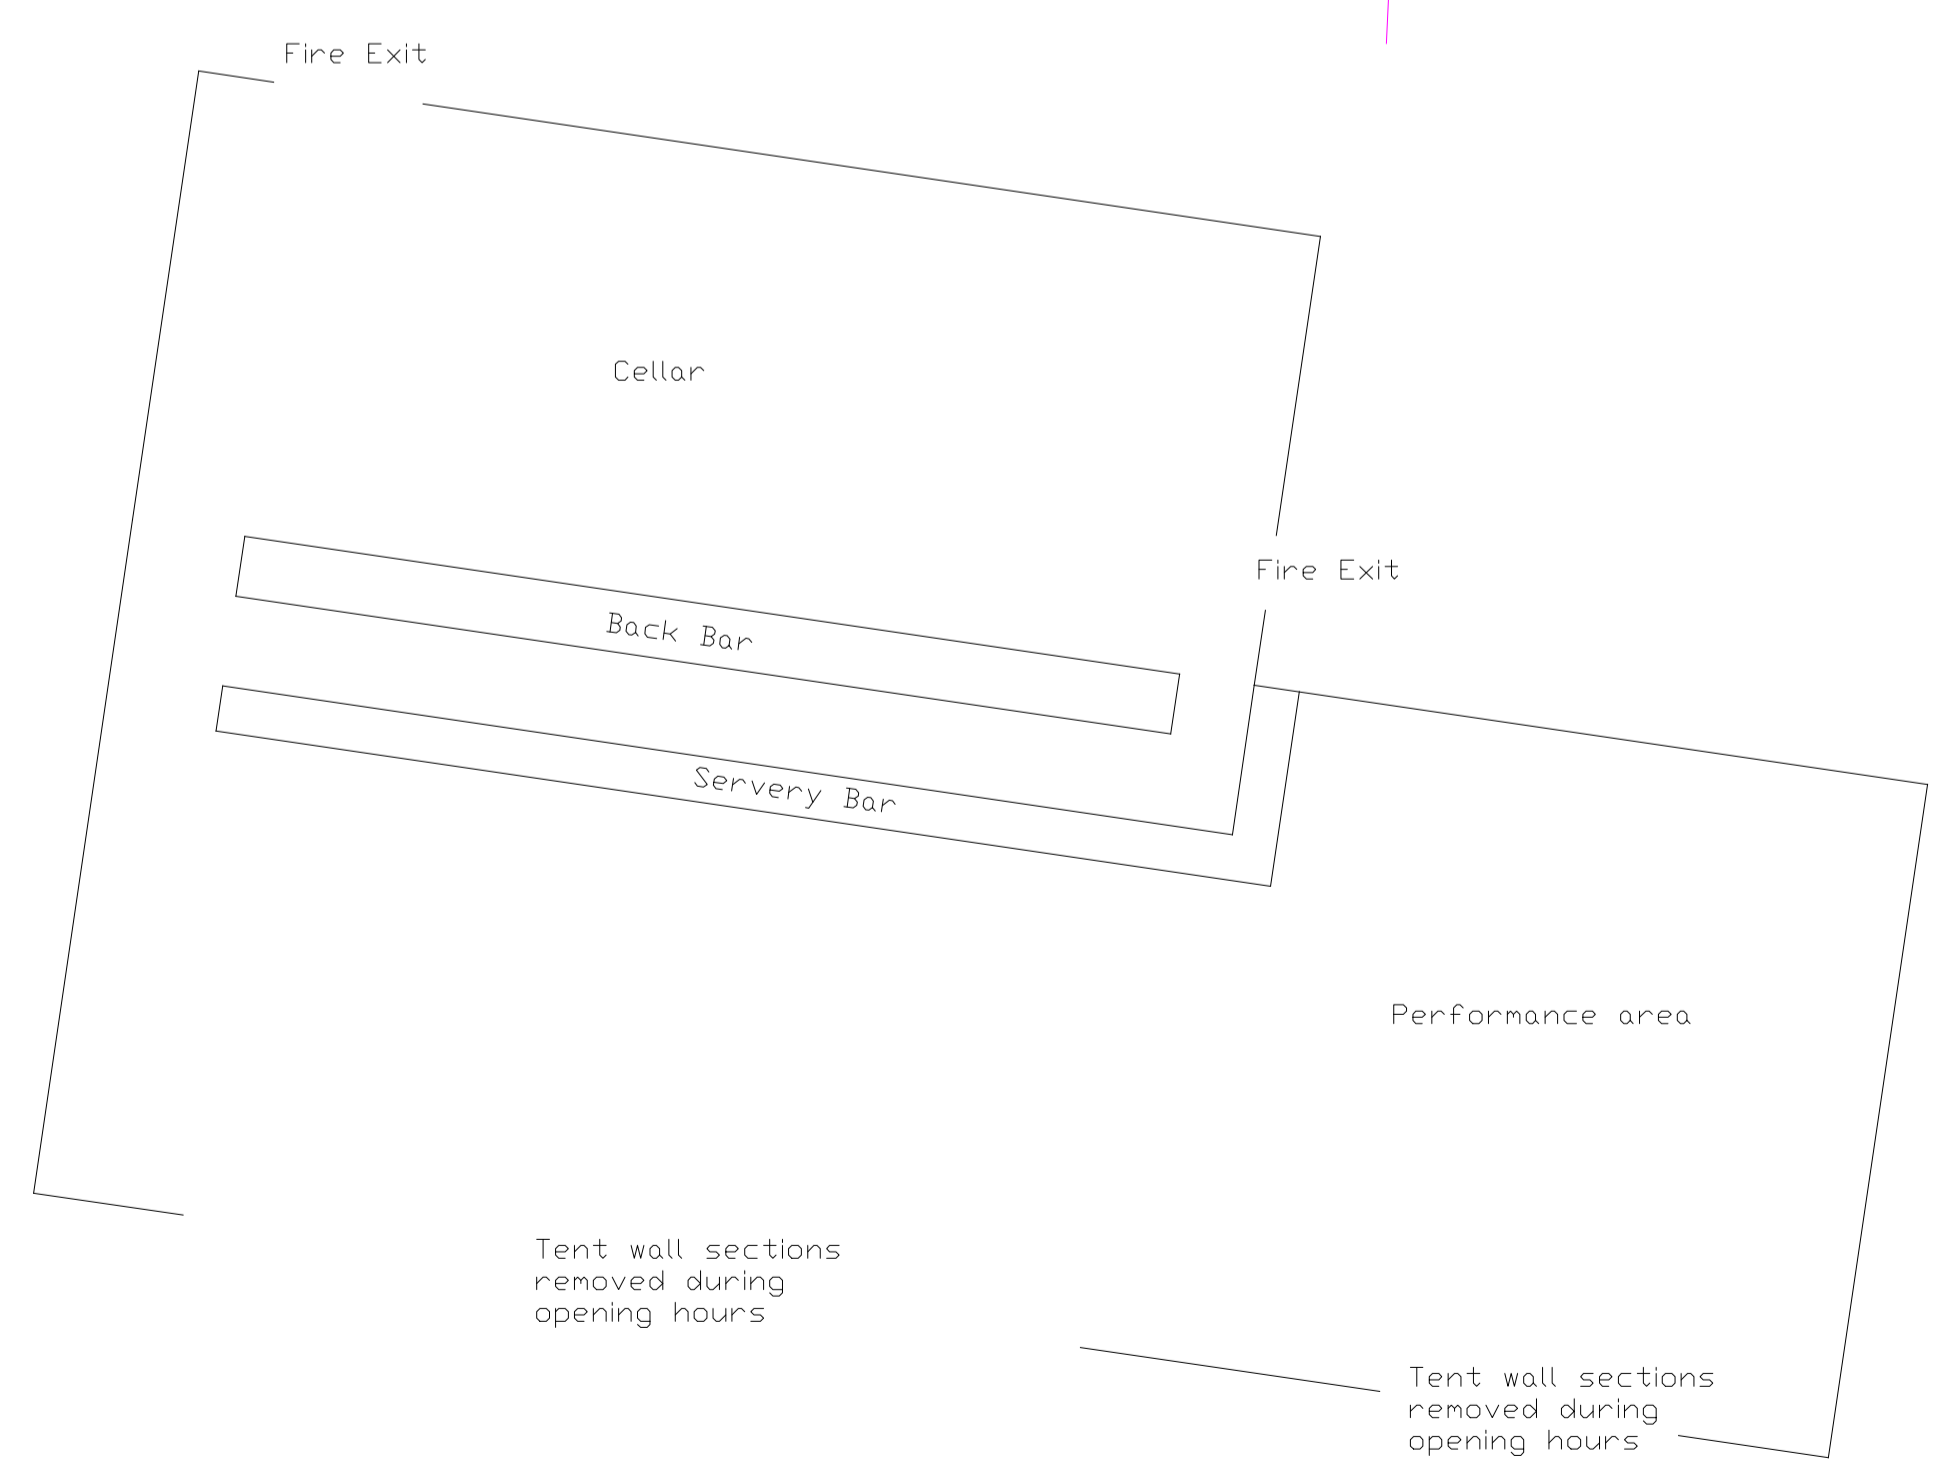 Fire Exit
Cellar
Fire Exit
Back Bar
Servery Bar
Performance area
Tent wall sections
removed during
opening hours
Tent wall sections
removed during
opening hours